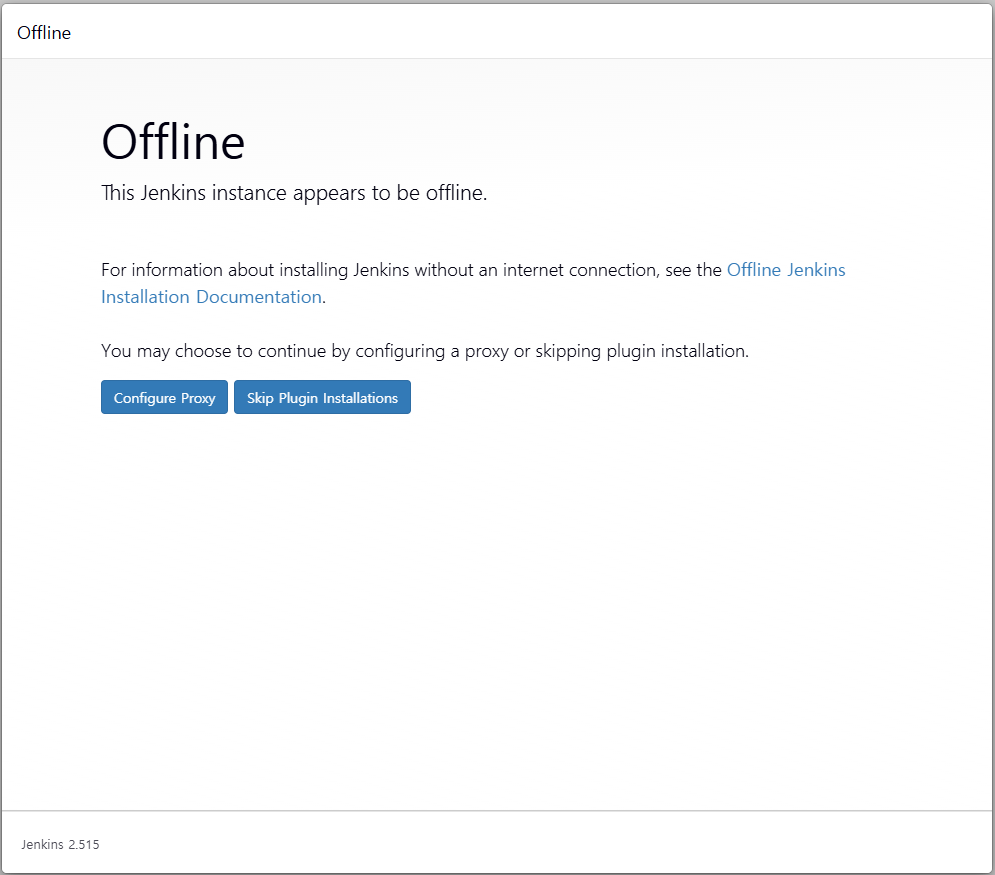 Offline
Offline
This Jenkins instance appears to be offline.
For information about installing Jenkins without an internet connection, see the Offline Jenkins
Installation Documentation.
You may choose to continue by configuring a proxy or skipping plugin installation.
Configure Proxy Skip Plugin Installations
Jenkins 2.515